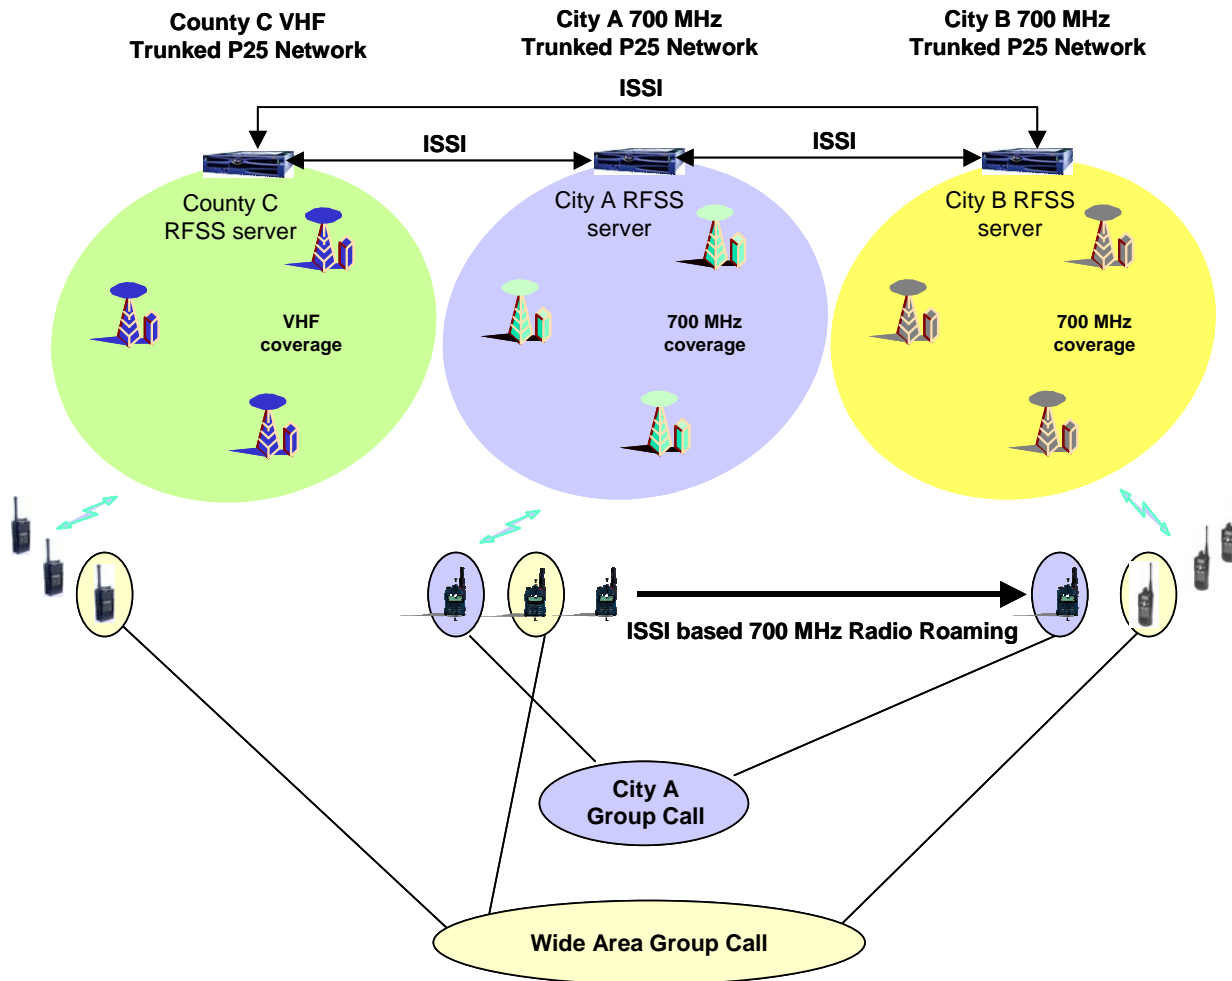 County C VHF
Trunked P25 Network
City A 700 MHz
Trunked P25 Network
City B 700 MHz
Trunked P25 Network
ISSI
ISSI
ISSI
County C
RFSS server
City A RFSS
server
City B RFSS
server
VHF
coverage
700 MHz
coverage
700 MHz
coverage
ISSI based 700 MHz Radio Roaming
City A
Group Call
Wide Area Group Call